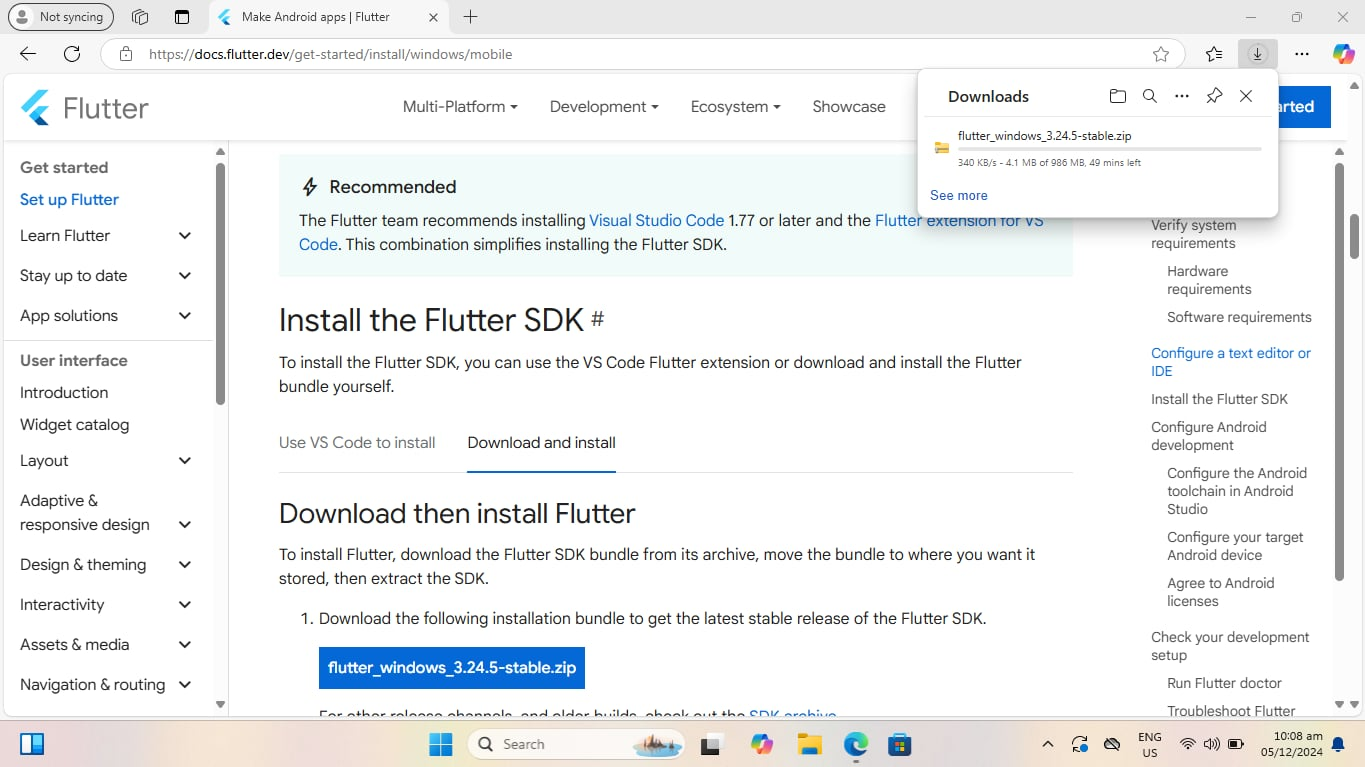 Not syncing
Make Android apps | Flutter
https://docs.flutter.dev/get-started/install/windows/mobile
Flutter
Multi-Platform
Development
Ecosystem
Showcase
arted
Downloads
flutter_windows_3.24.5-stable.zip
340 KB/s - 4.1 MB of 986 MB, 49 mins left
See more
Get started
Set up Flutter
Learn Flutter
Stay up to date
App solutions
User interface
Introduction
Widget catalog
Layout
Adaptive &
responsive design
Design & theming
Interactivity
Assets & media
Navigation & routing
Recommended
The Flutter team recommends installing Visual Studio Code 1.77 or later and the Flutter extension for VS
Code. This combination simplifies installing the Flutter SDK.
Install the Flutter SDK #
To install the Flutter SDK, you can use the VS Code Flutter extension or download and install the Flutter
bundle yourself.
Use VS Code to install
Download and install
Download then install Flutter
To install Flutter, download the Flutter SDK bundle from its archive, move the bundle to where you want it
stored, then extract the SDK.
1. Download the following installation bundle to get the latest stable release of the Flutter SDK.
flutter_windows_3.24.5-stable.zip
For other release channels, and older builds, check out the SDK archive.
Verify system
requirements
Hardware
requirements
Software requirements
Configure a text editor or
IDE
Install the Flutter SDK
Configure Android
development
Configure the Android
toolchain in Android
Studio
Configure your target
Android device
Agree to Android
licenses
Check your development
setup
Run Flutter doctor
Troubleshoot Flutter
Search
ENG
US
10:08 am
05/12/2024